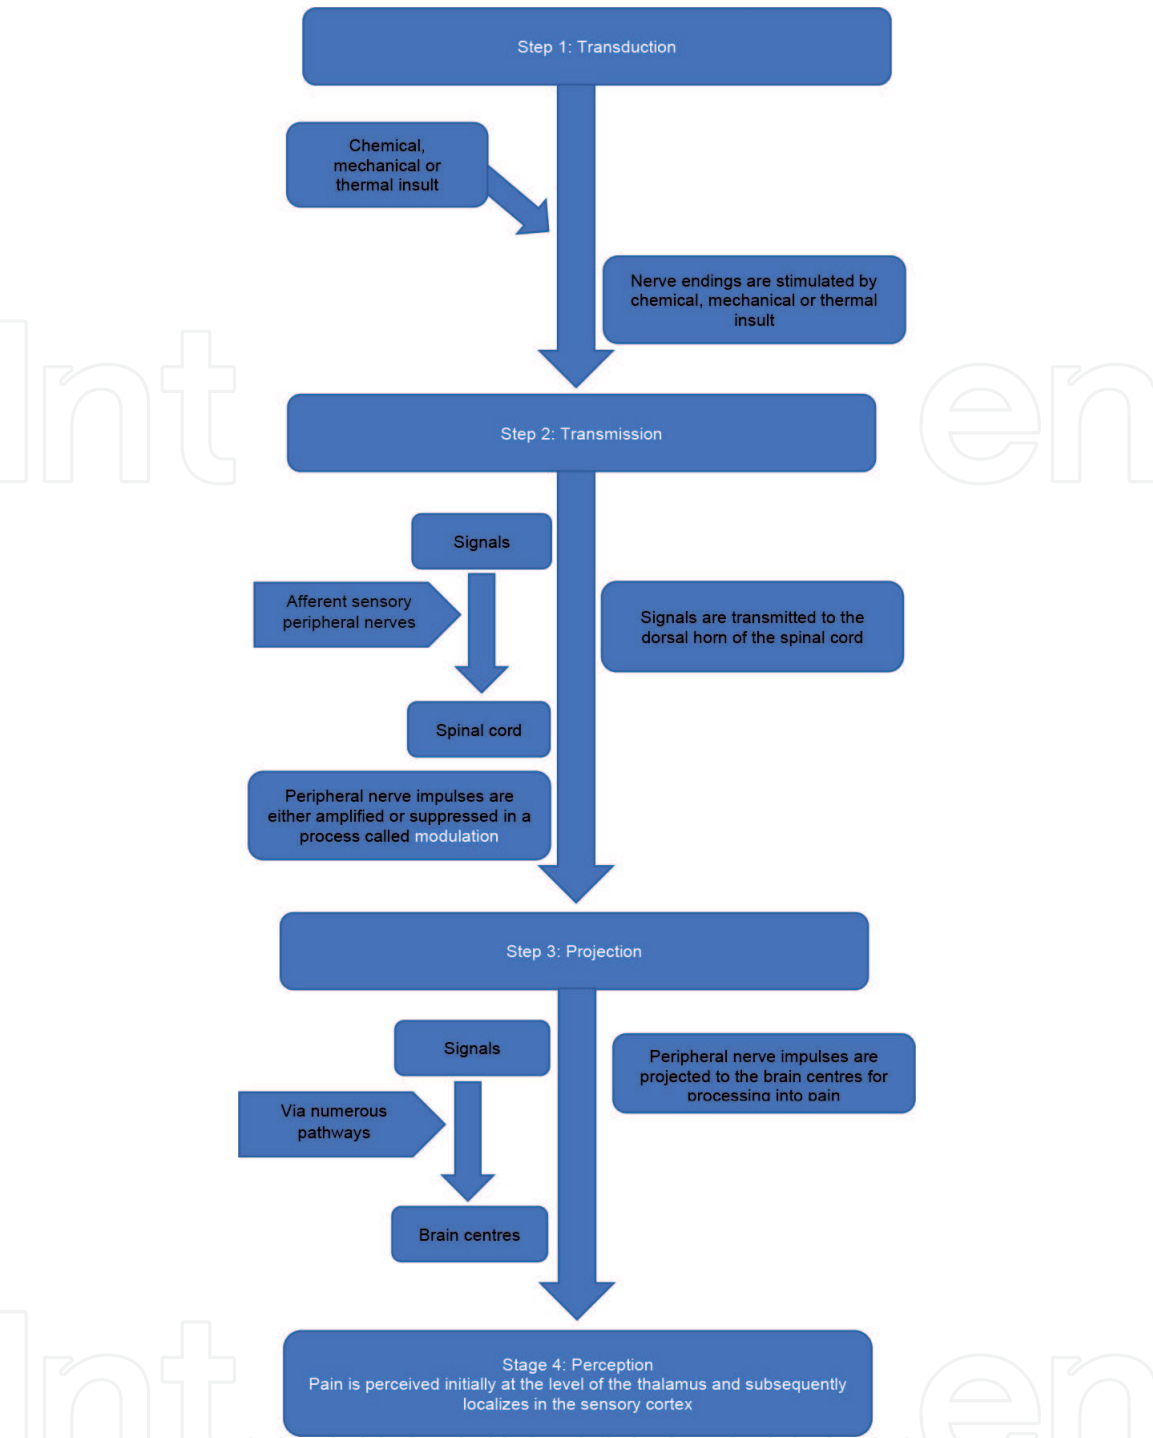 Step 1: Transduction
Chemical,
mechanical or
thermal insult
Nerve endings are stimulated by
chemical, mechanical or thermal
insult
Step 2: Transmission
Signals
Afferent sensory
peripheral nerves
Signals are transmitted to the
dorsal horn of the spinal cord
Spinal cord
Peripheral nerve impulses are
either amplified or suppressed in a
process called modulation
Step 3: Projection
Signals
Peripheral nerve impulses are
projected to the brain centres for
processing into pain
Via numerous
pathways
Brain centres
Stage 4: Perception
Pain is perceived initially at the level of the thalamus and subsequently
localizes in the sensory cortex